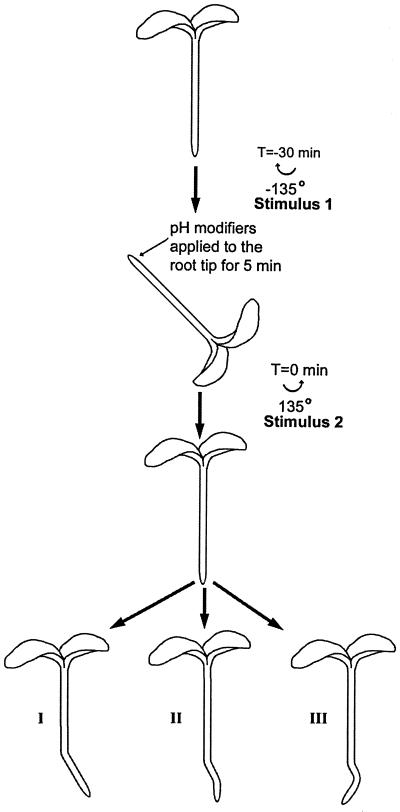 T=-30 min
-135°
Stimulus 1
pH modifiers
applied to the
root tip for 5 min
T=0 min
135°
Stimulus 2
I
II
III